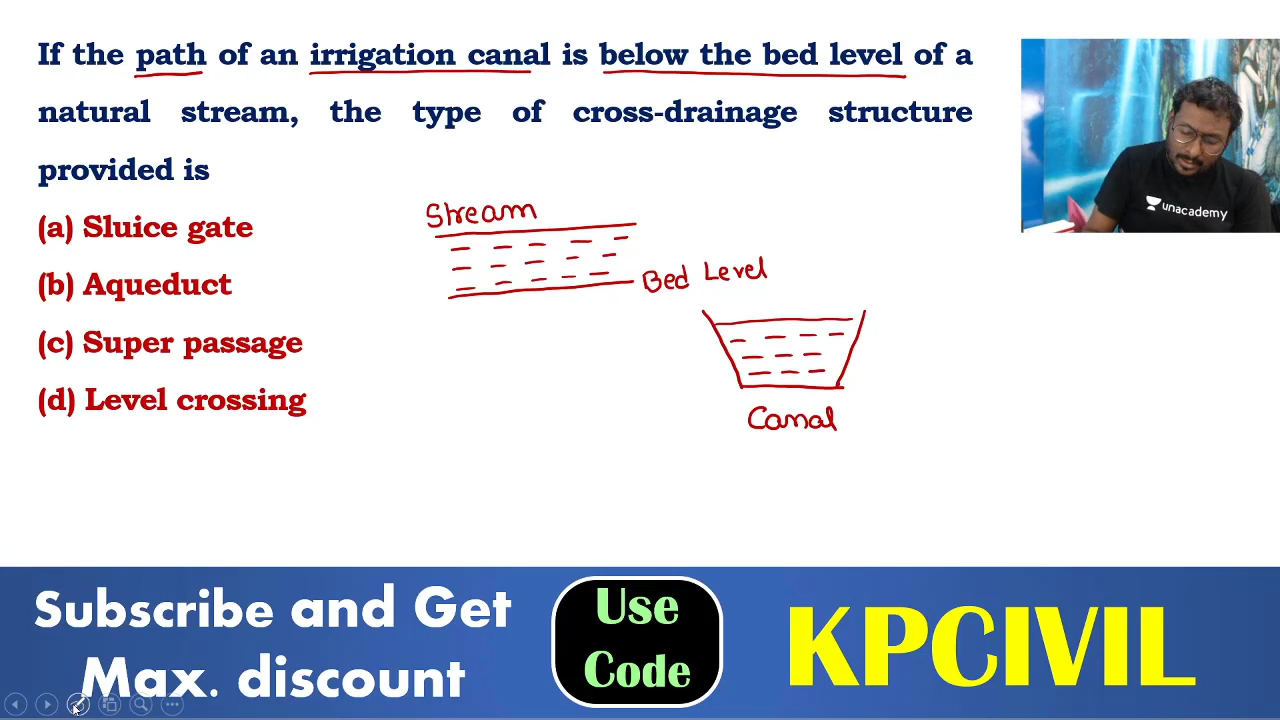 If the path of an irrigation canal is below the bed level of a
natural stream, the type of cross-drainage structure
provided is
(a) Sluice gate
(b) Aqueduct
(c) Super passage
(d) Level crossing
Stream
Bed Level
Canal
unacademy
Subscribe and Get
Max. discount
Use
Code
KPCIVIL